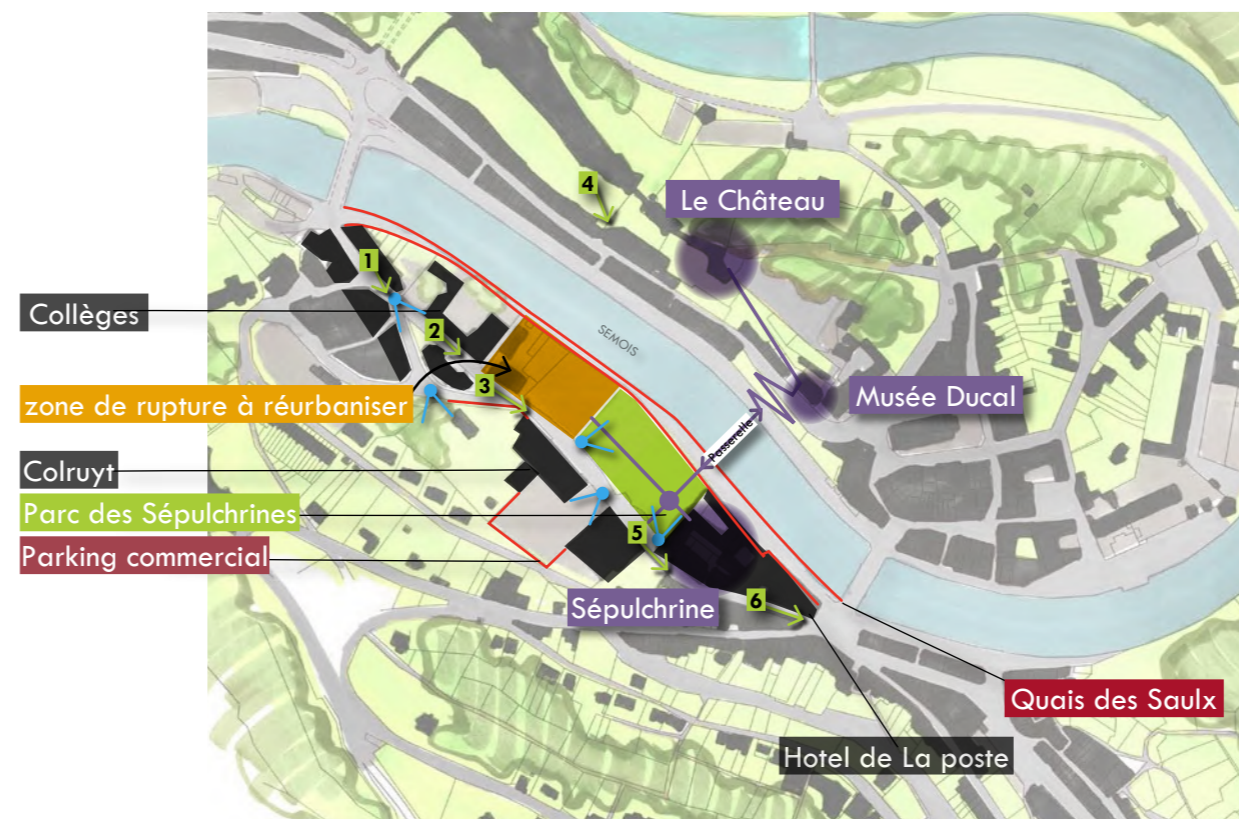 4
Le Château
1
Collèges
2
SEMOIS
3
zone de rupture à réurbaniser
Musée Ducal
Passerelle
Colruyt
Parc des Sépulchrines
5
Parking commercial
Sépulchrine
6
Quais des Saulx
Hotel de La poste